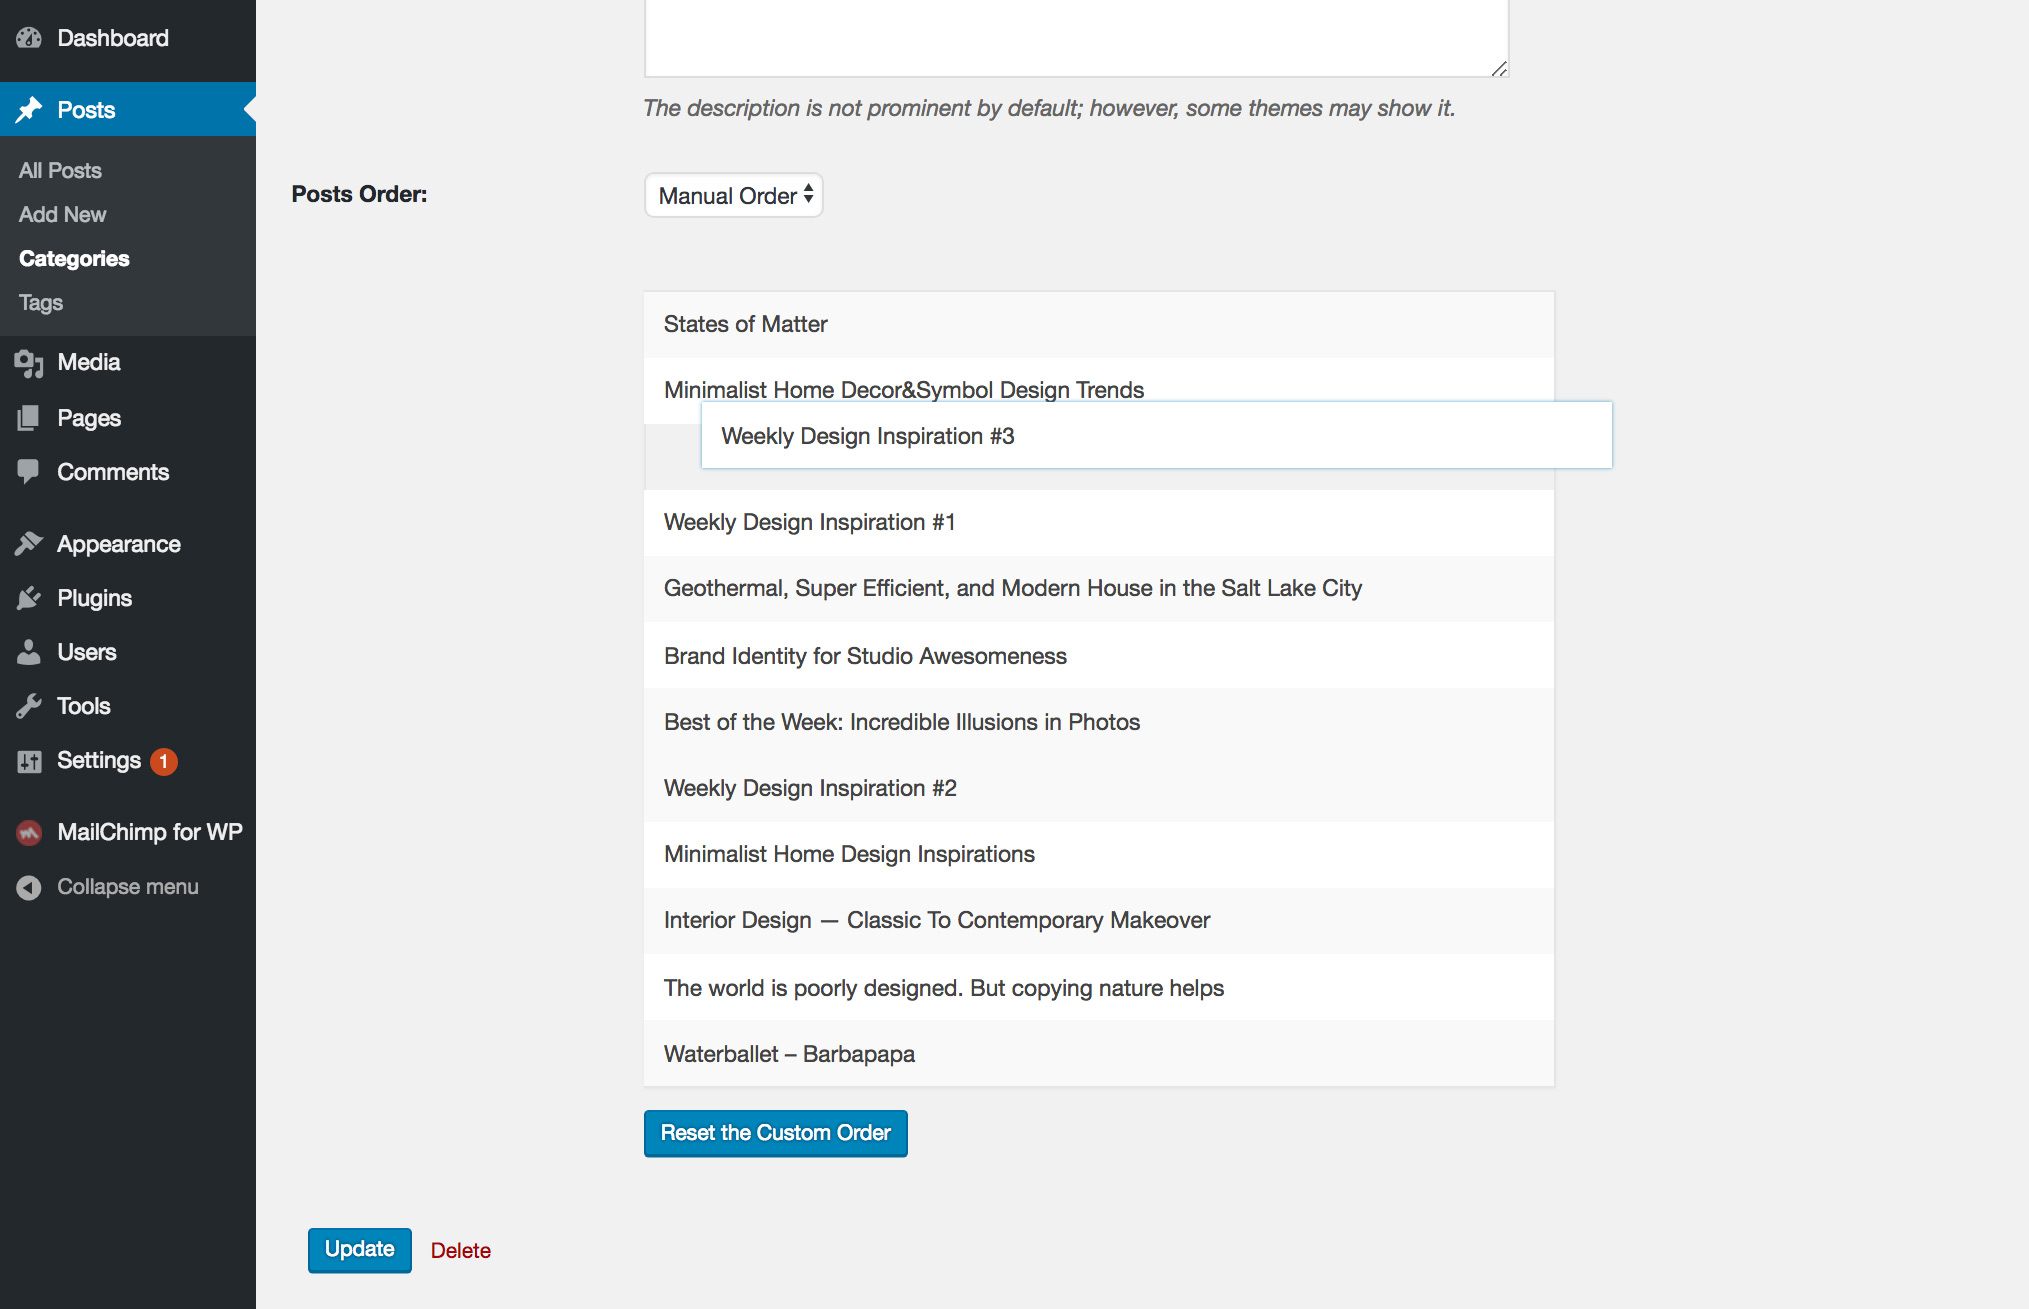 Dashboard
Posts
All Posts
Add New
Categories
Tags
Media
Pages
Comments
Appearance
Plugins
Users
Tools
Settings 1
MailChimp for WP
Collapse menu
The description is not prominent by default; however, some themes may show it.
Posts Order:
Manual Order
States of Matter
Minimalist Home Decor&Symbol Design Trends
Weekly Design Inspiration #3
Weekly Design Inspiration #1
Geothermal, Super Efficient, and Modern House in the Salt Lake City
Brand Identity for Studio Awesomeness
Best of the Week: Incredible Illusions in Photos
Weekly Design Inspiration #2
Minimalist Home Design Inspirations
Interior Design — Classic To Contemporary Makeover
The world is poorly designed. But copying nature helps
Waterballet – Barbapapa
Reset the Custom Order
Update
Delete